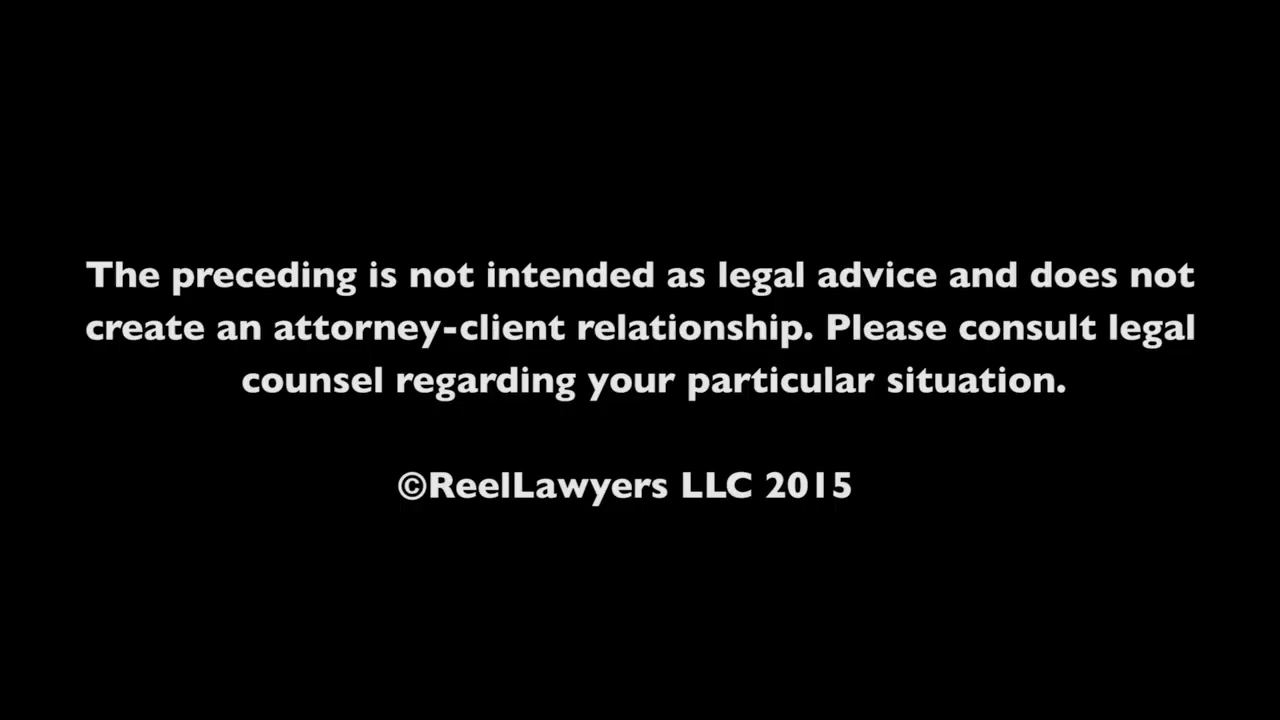 The preceding is not intended as legal advice and does not
create an attorney-client relationship. Please consult legal
counsel regarding your particular situation.
©ReelLawyers LLC 2015